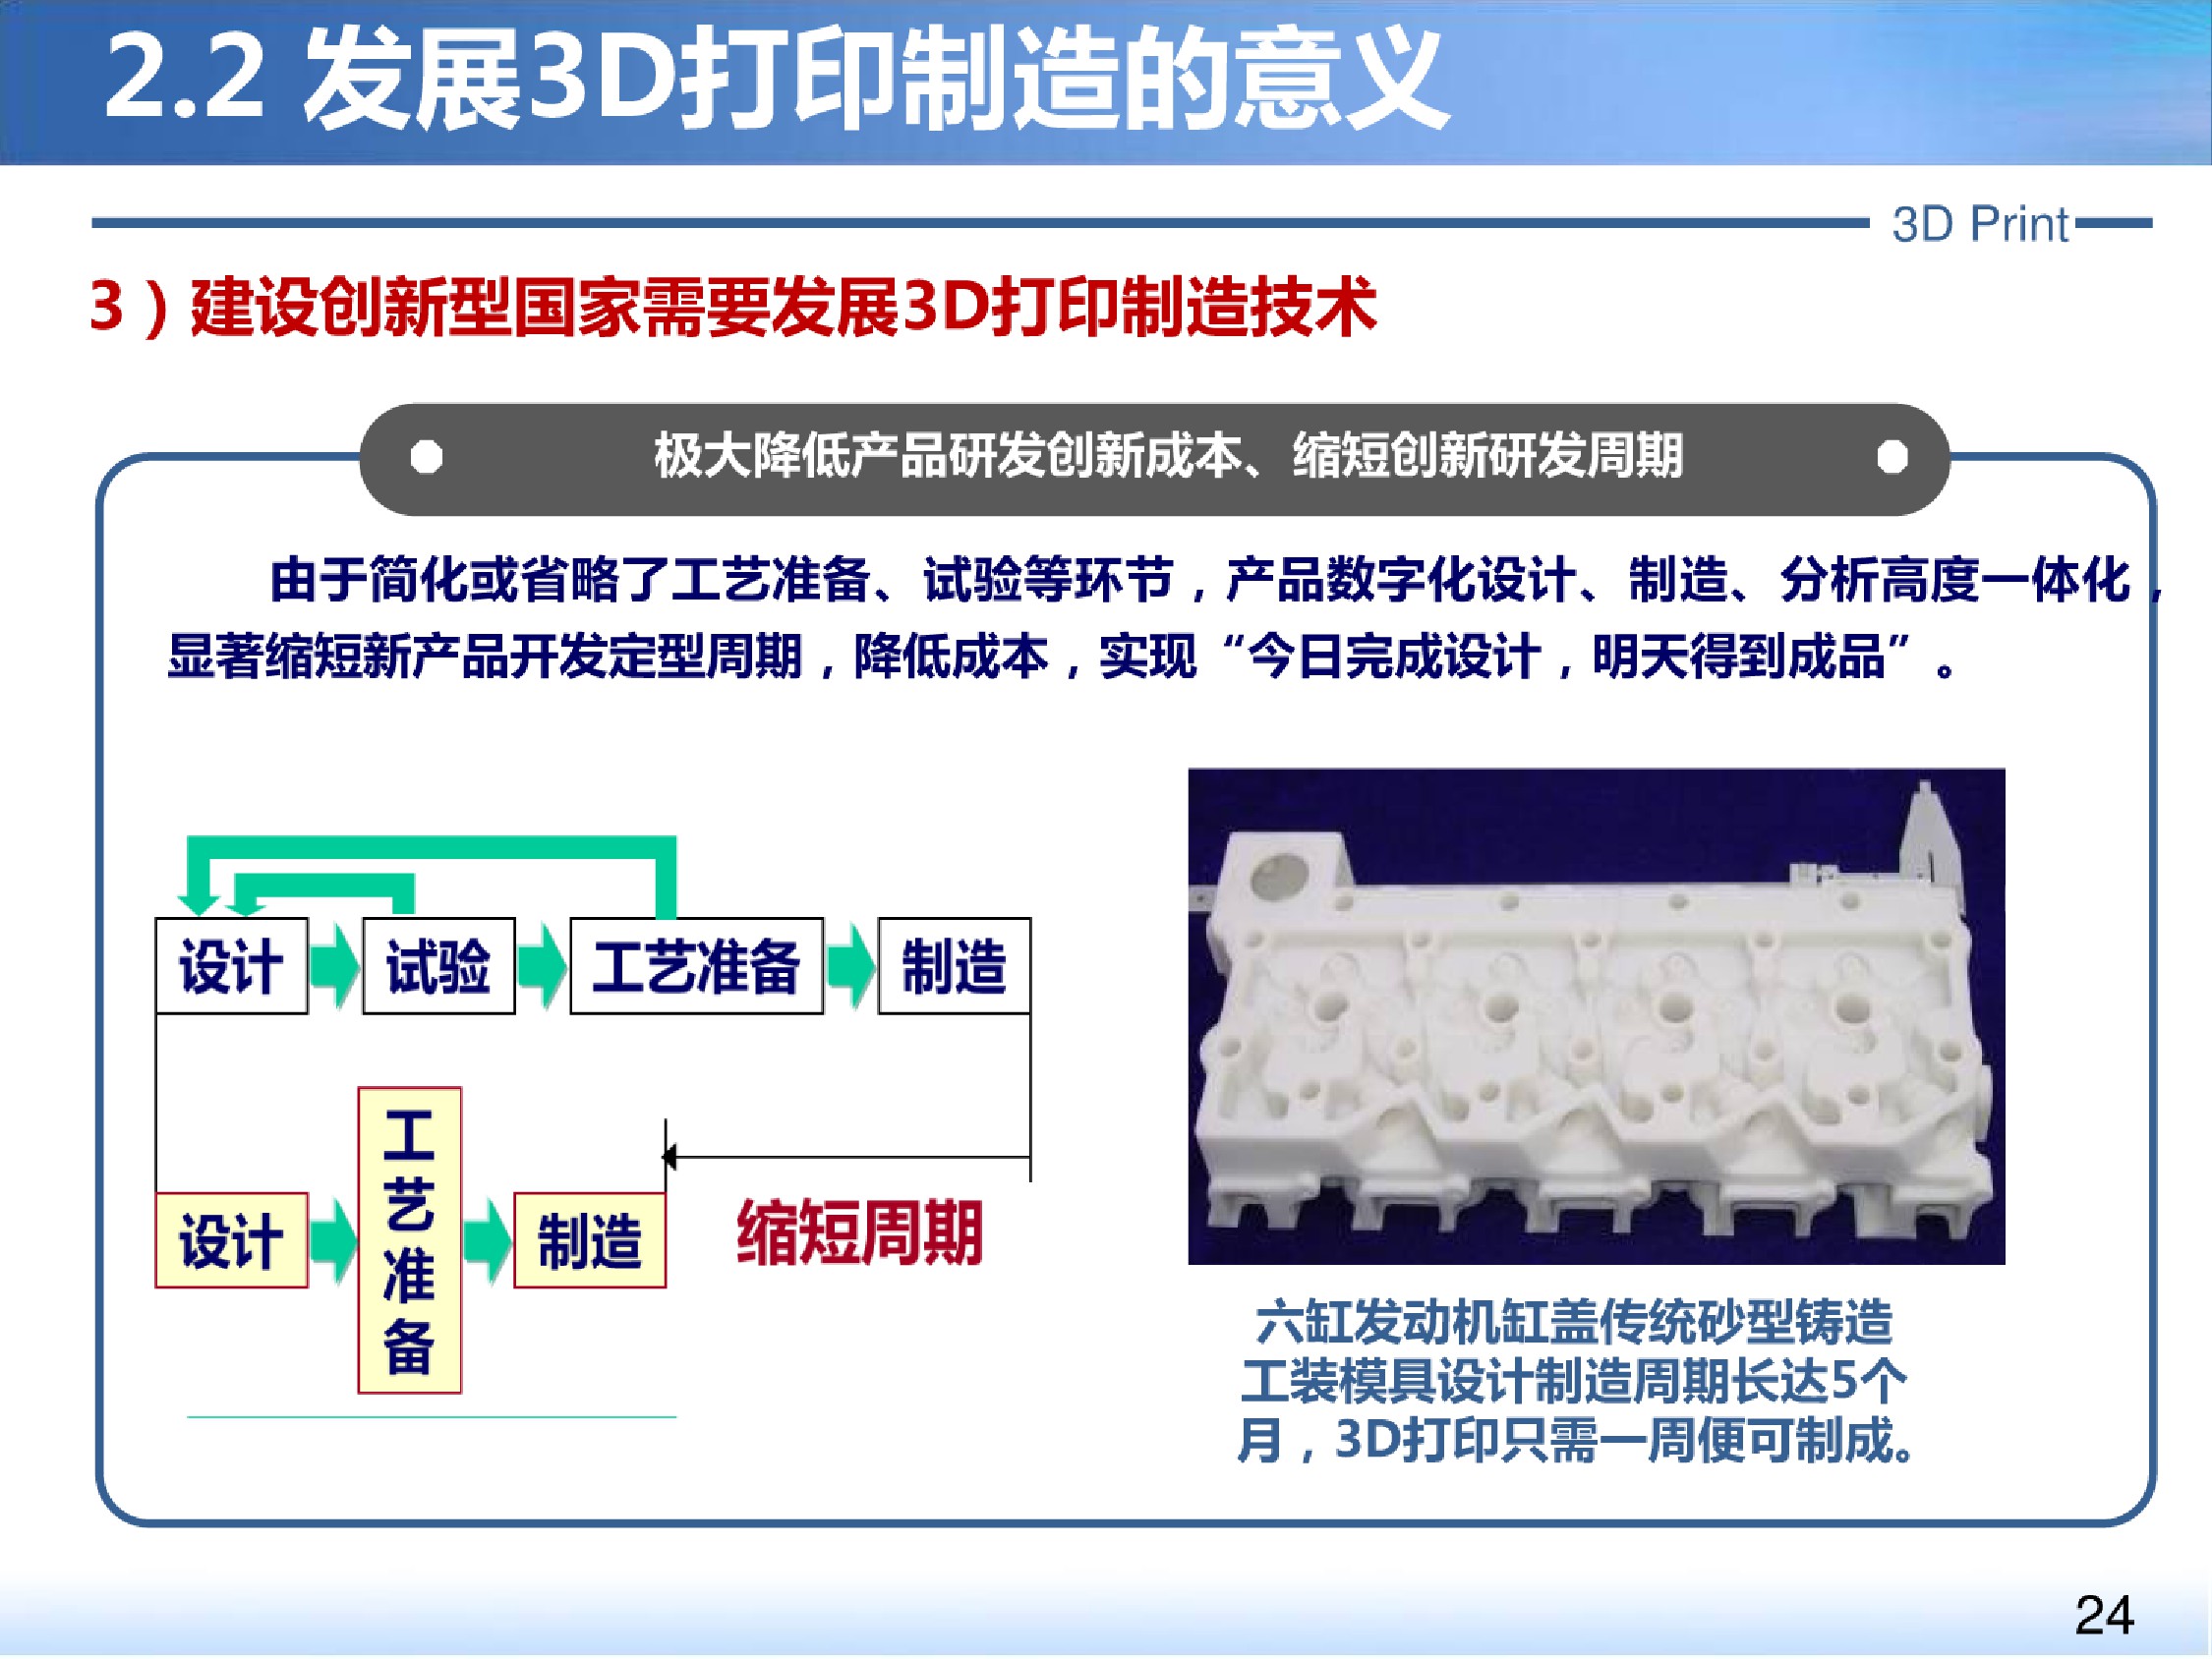 2.2 发展3D打印制造的意义
3D Print
3）建设创新型国家需要发展3D打印制造技术
极大降低产品研发创新成本、缩短创新研发周期
由于简化或省略了工艺准备、试验等环节，产品数字化设计、制造、分析高度一体化，
显著缩短新产品开发定型周期，降低成本，实现“今日完成设计，明天得到成品”。
设计
试验
工艺准备
制造
设计
工
艺
准
备
制造
缩短周期
六缸发动机缸盖传统砂型铸造
工装模具设计制造周期长达5个
月，3D打印只需一周便可制成。
24